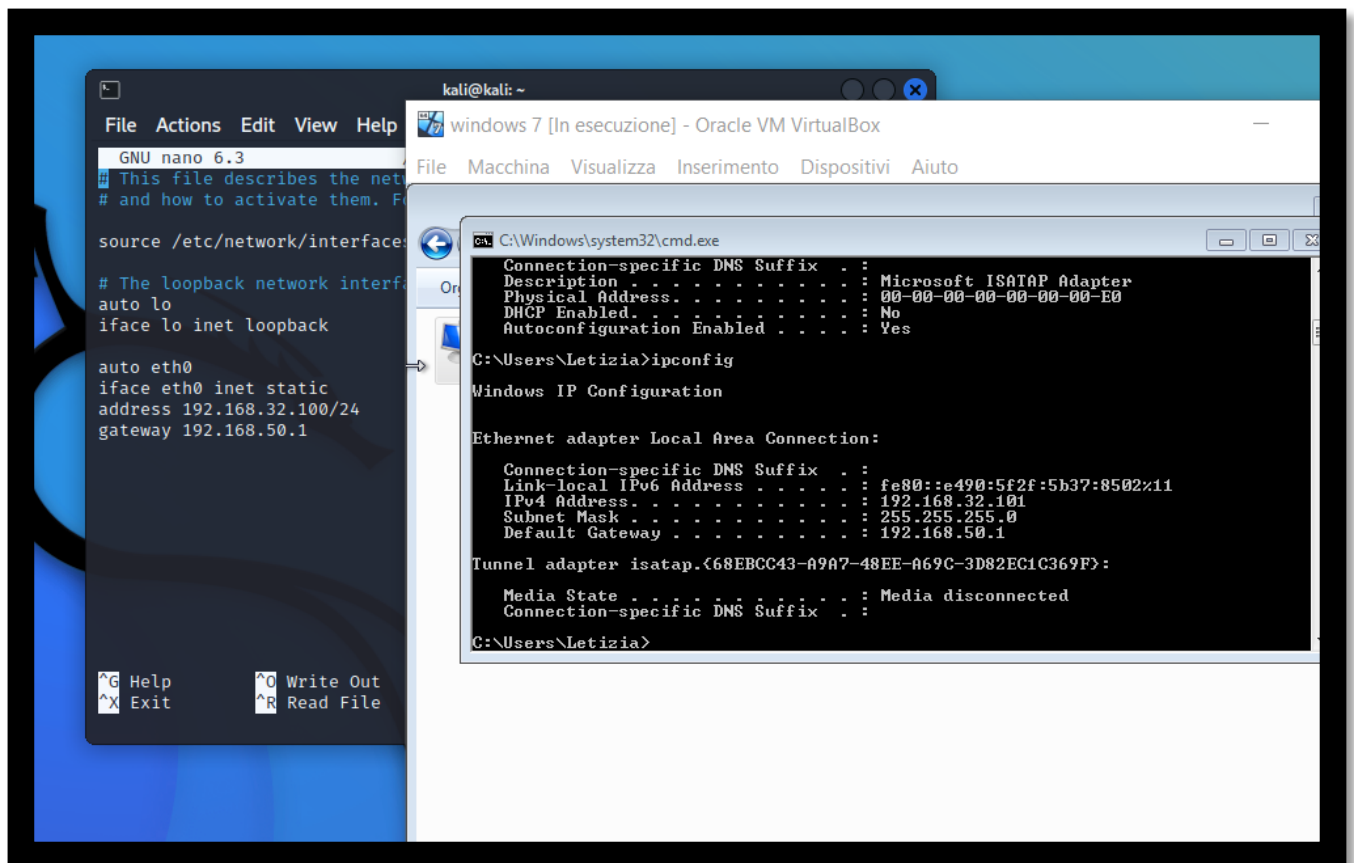 kali@kali: ~
File Actions Edit View Help
GNU nano 6.3
# This file describes the
# and how to activate them.
source
# The loopback network
auto lo
iface lo inet loopback
auto eth0
iface eth0 inet static
address 192.168.32.100/24
gateway 192.168.50.1
^G Help ^O Write Out
^X Exit ^R Read File
windows 7 [In esecuzione] - Oracle VM VirtualBox
File Macchina Visualizza Inserimento Dispositivi Aiuto
C:\Windows\system32\cmd.exe
Connection-specific DNS Suffix . :
Description . . . . . . . . . . . : Microsoft ISATAP Adapter
Physical Address. . . . . . . . . : 00-00-00-00-00-00-00-E0
DHCP Enabled. . . . . . . . . . . : No
Autoconfiguration Enabled . . . . : Yes
C:\Users\Letizia>ipconfig
Windows IP Configuration
Ethernet adapter Local Area Connection:
Connection-specific DNS Suffix . :
Link-local IPv6 Address . . . . . : fe80::e490:5f2f:5b37:8502%11
IPv4 Address. . . . . . . . . . . : 192.168.32.101
Subnet Mask . . . . . . . . . . . : 255.255.255.0
Default Gateway . . . . . . . . . : 192.168.50.1
Tunnel adapter isatap.{68EBCC43-A9A7-48EE-A69C-3D82EC1C369F}:
Media State . . . . . . . . . . . : Media disconnected
Connection-specific DNS Suffix . :
C:\Users\Letizia>